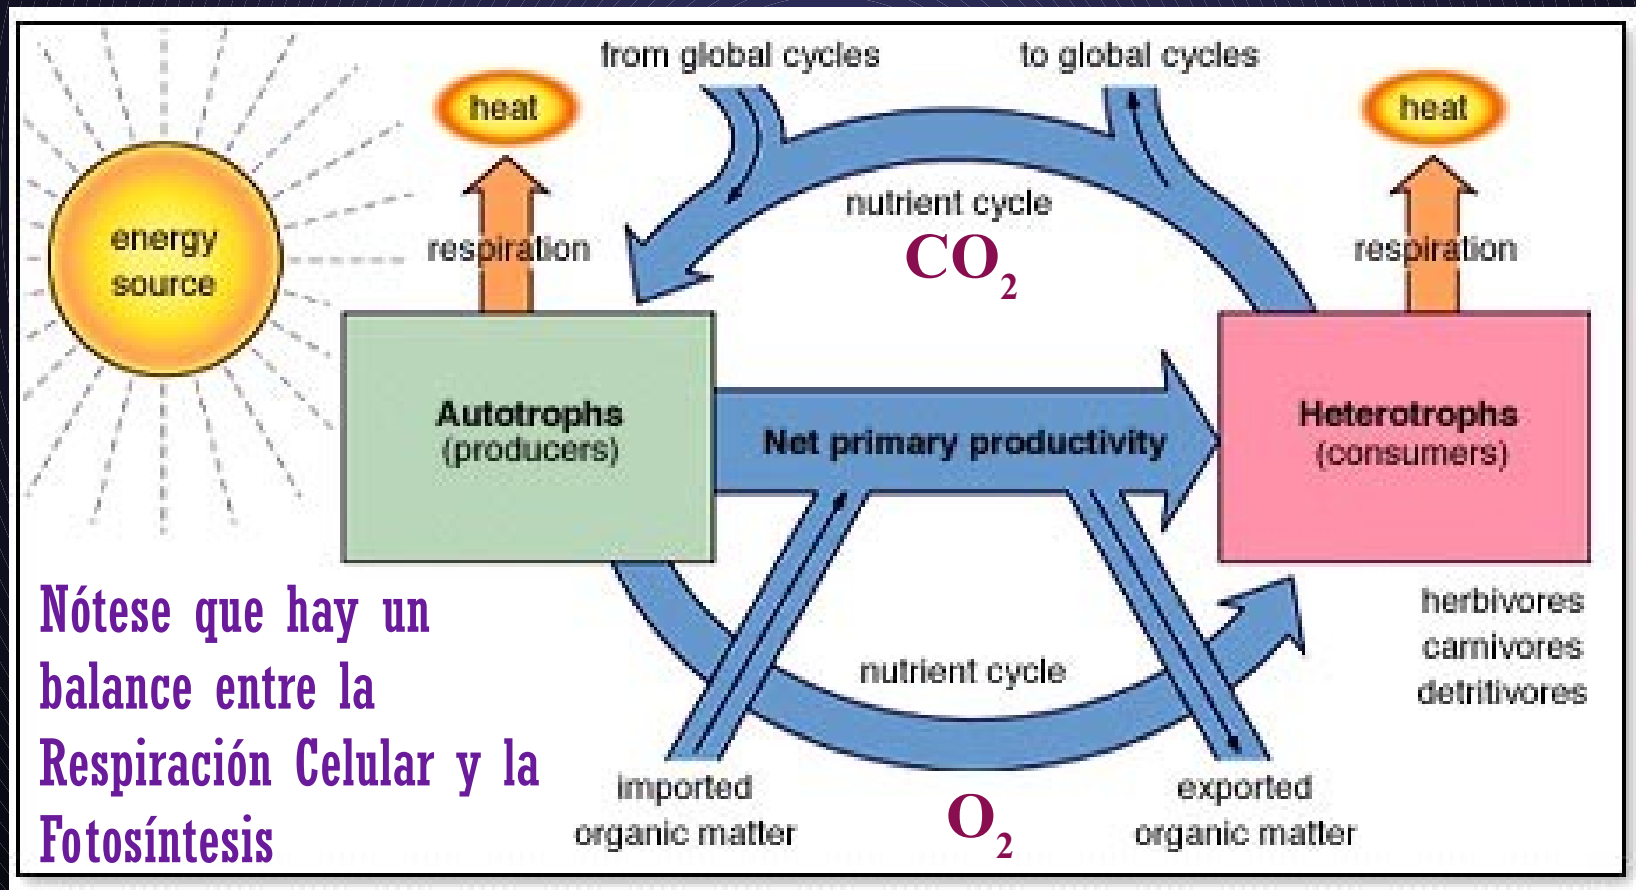 from global cycles
to global cycles
heat
heat
energy
source
respiration
nutrient cycle
CO2
respiration
Autotrophs
(producers)
Net primary productivity
Heterotrophs
(consumers)
Nótese que hay un
balance entre la
Respiración Celular y la
Fotosíntesis
nutrient cycle
herbivores
carnivores
detritivores
imported
organic matter
O2
exported
organic matter